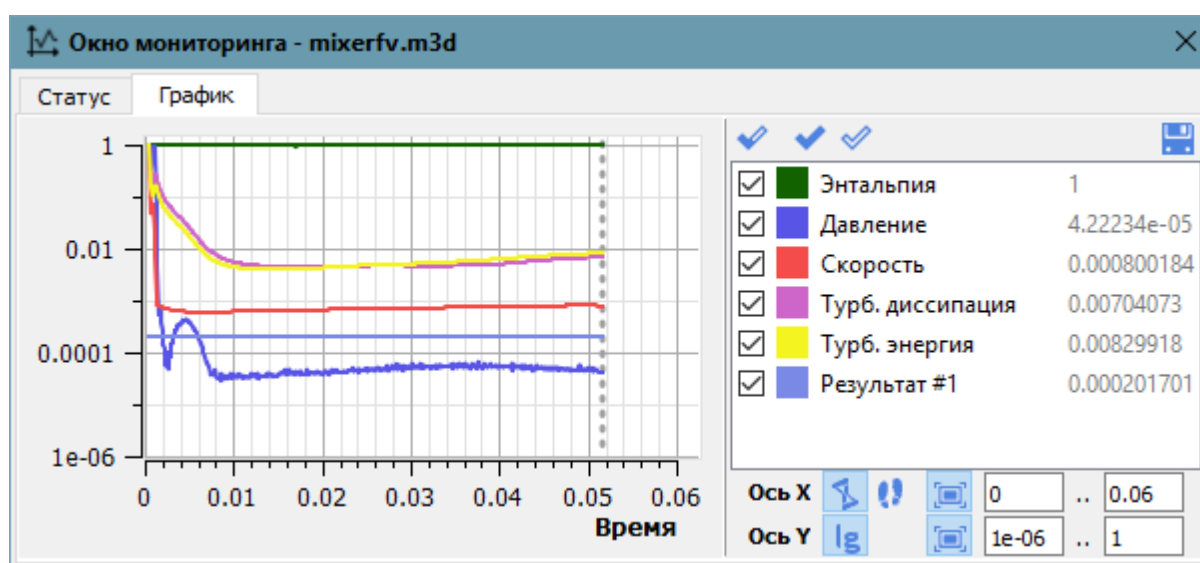 Окно мониторинга - mixerfv.m3d
Статус График
1
0.01
0.0001
1e-06
0 0.01 0.02 0.03 0.04 0.05 0.06
Время
Энтальпия 1
Давление 4.22234e-05
Скорость 0.000800184
Турб. диссипация 0.00704073
Турб. энергия 0.00829918
Результат #1 0.000201701
Ось X 0 .. 0.06
Ось Y lg 1e-06 .. 1